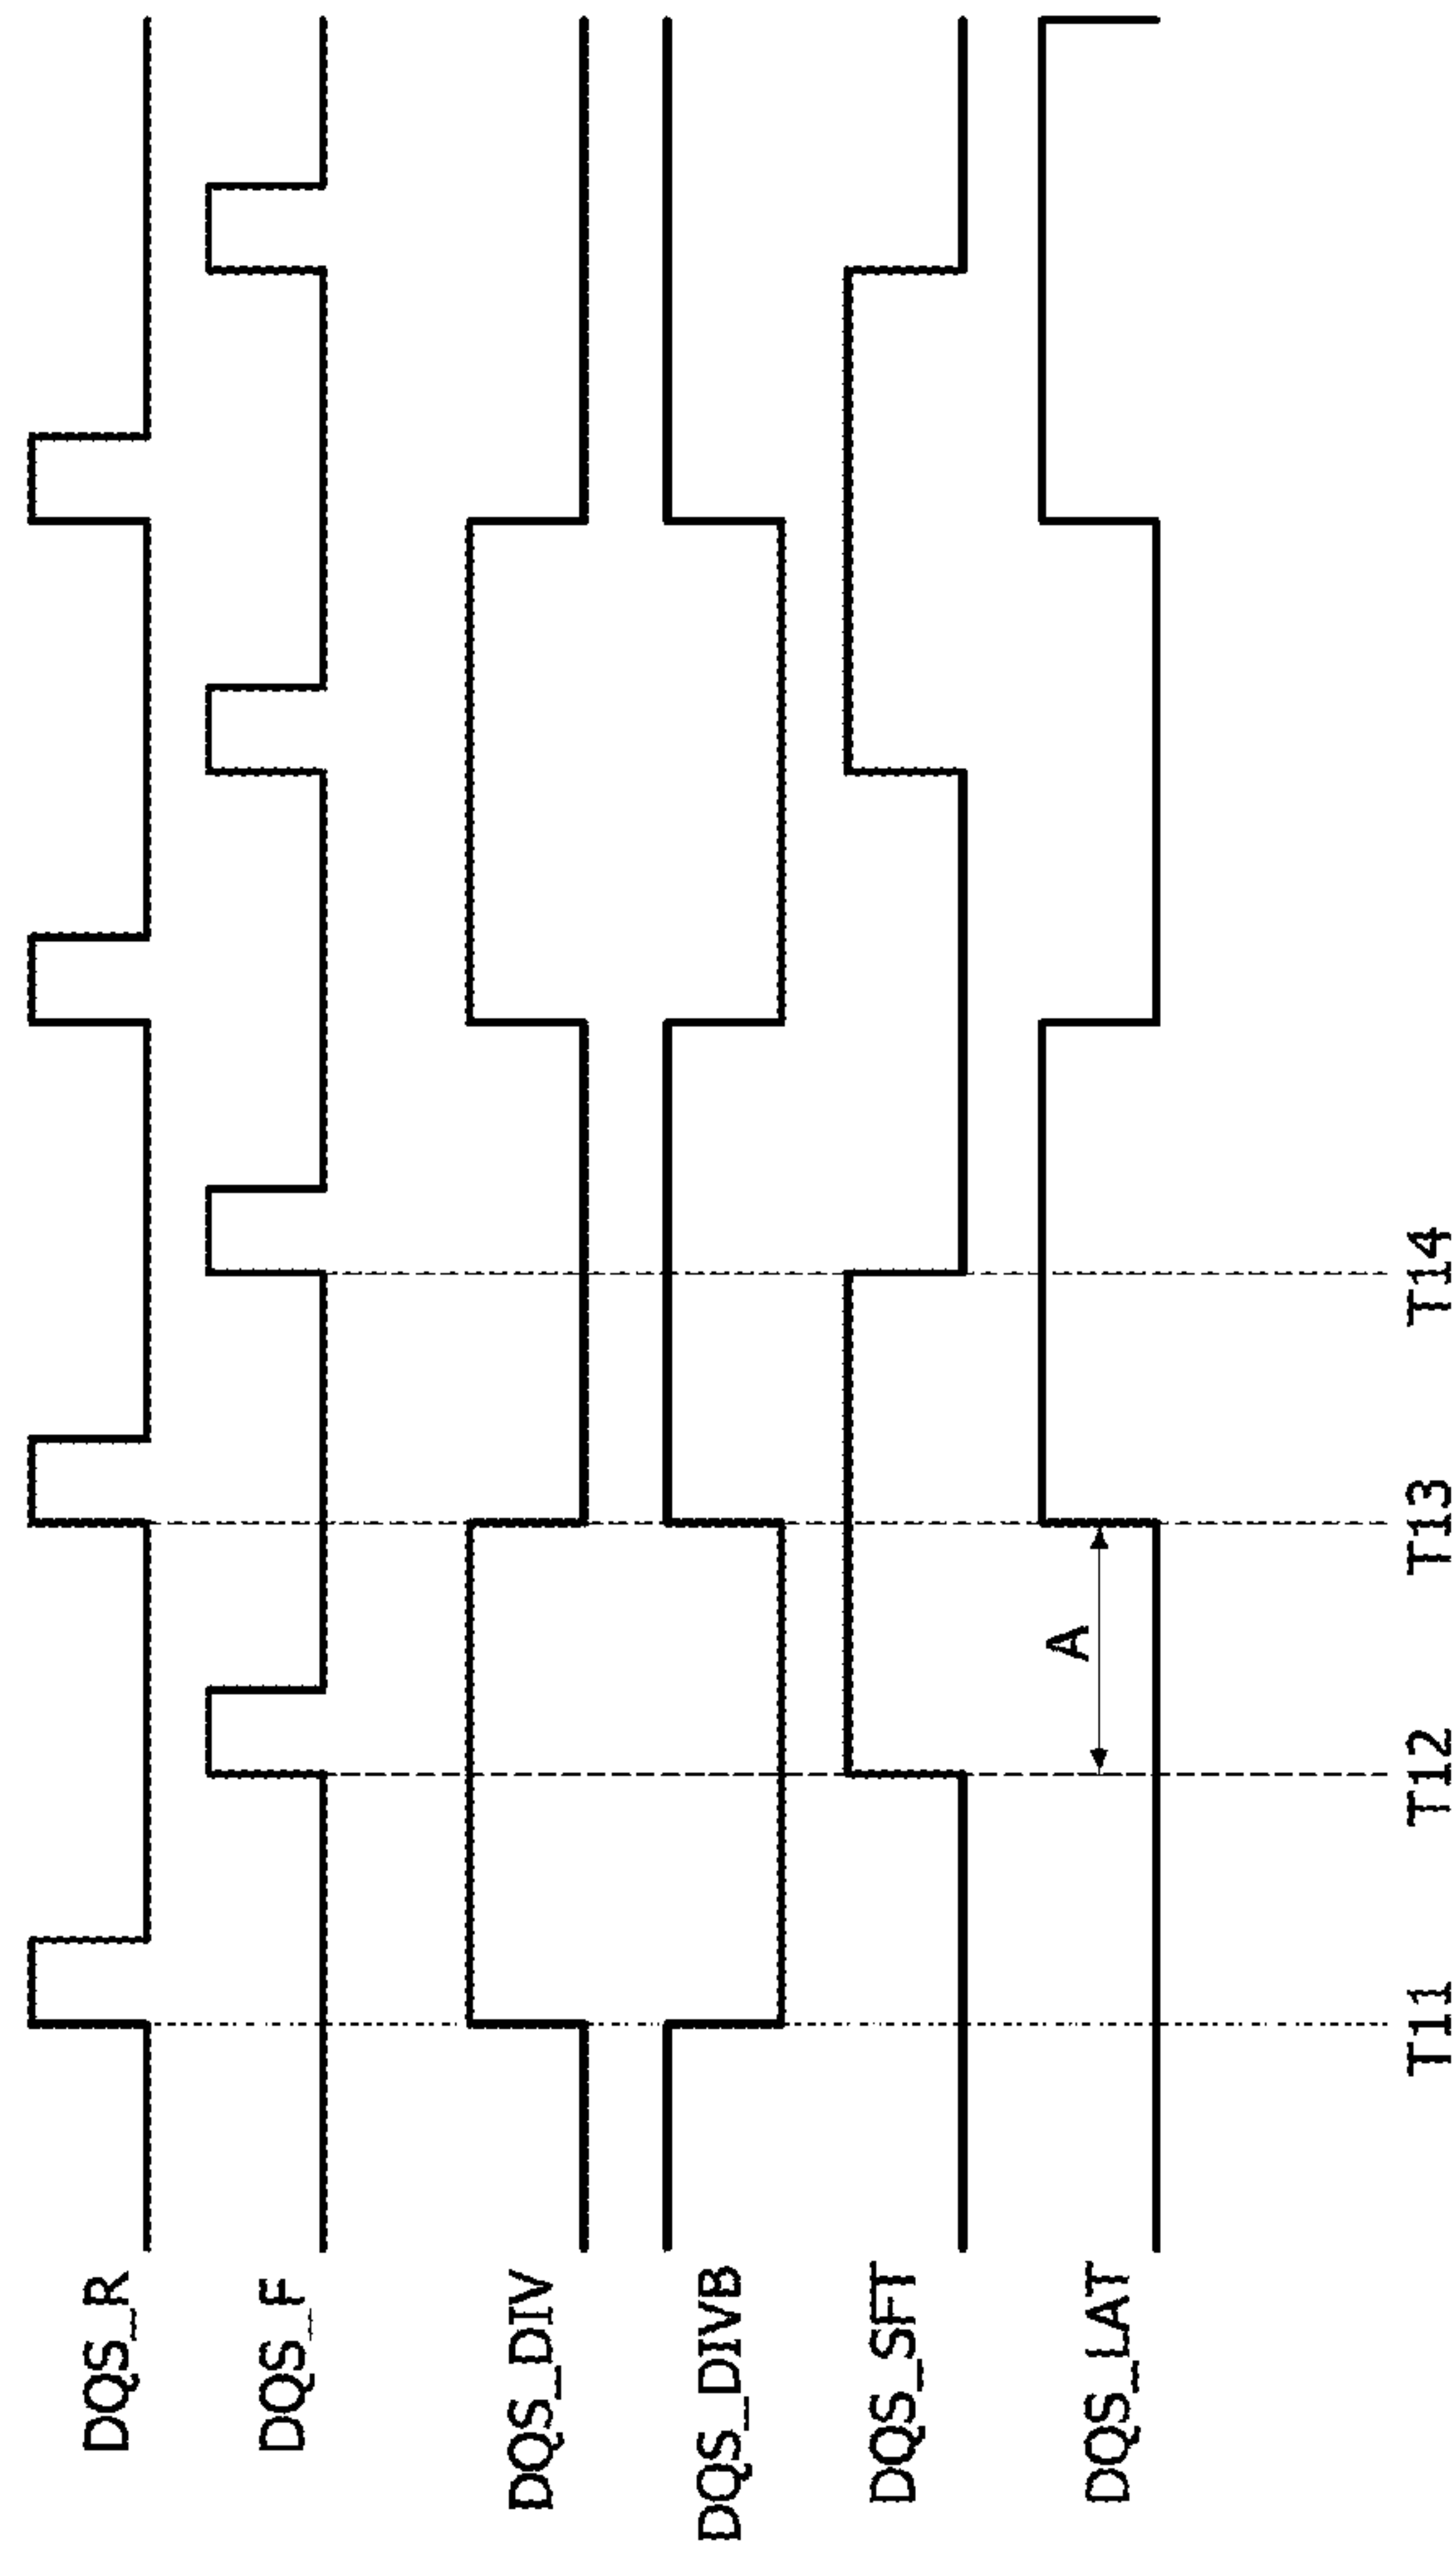 DQS_R
DQS_F
DQS_DIV
DQS_DIVB
DQS_SFT
DQS_LAT
A
T11
T12
T13
T14